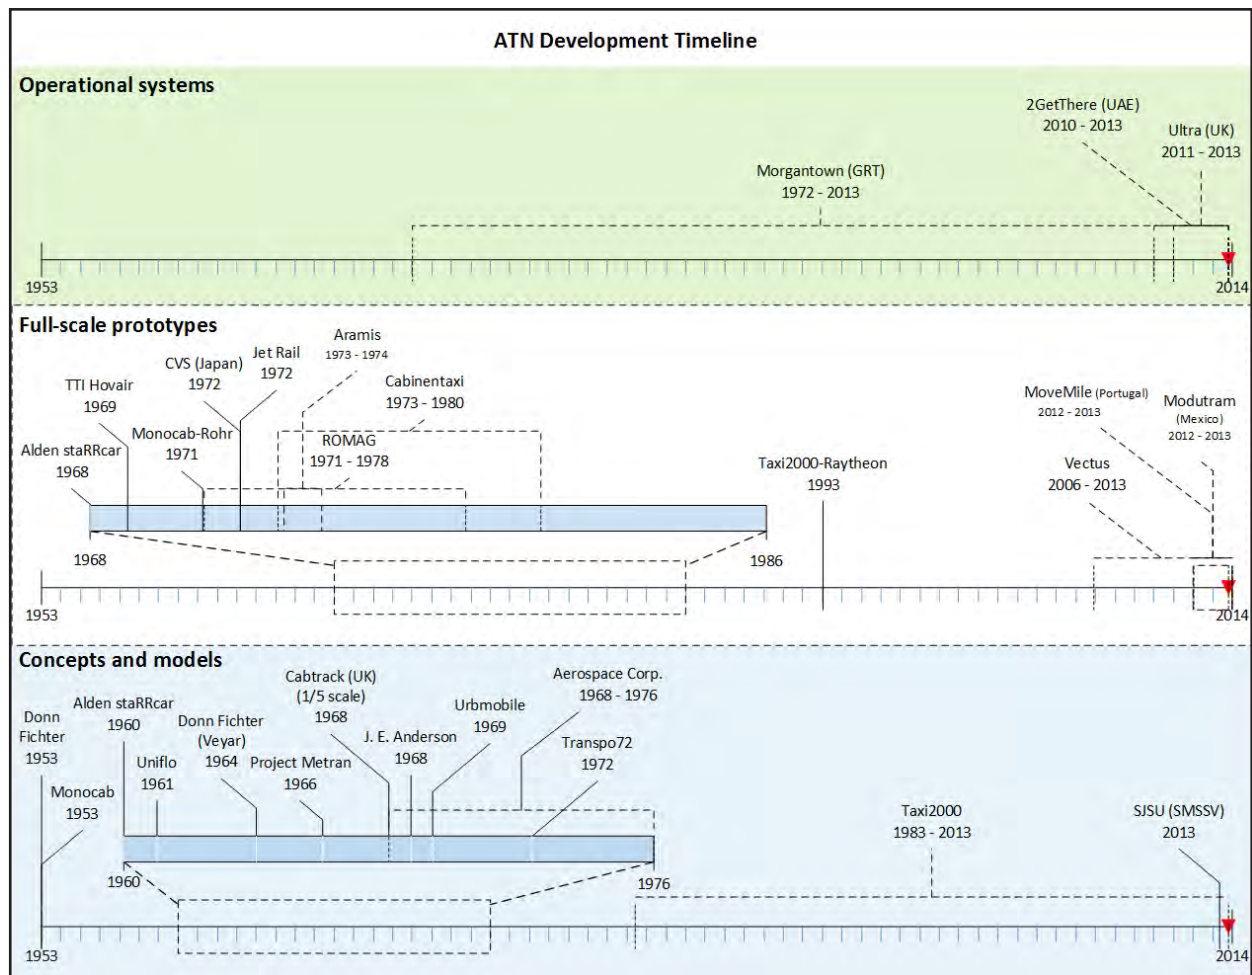 ATN Development Timeline
Operational systems
2GetThere (UAE)
2010 - 2013
Ultra (UK)
2011 - 2013
Morgantown (GRT)
1972 - 2013
1953
2014
Full-scale prototypes
Aramis
1973 - 1974
Jet Rail
1972
CVS (Japan)
1972
TTI Hovair
1969
Cabinentaxi
1973 - 1980
Monocab-Rohr
1971
ROMAG
1971 - 1978
Alden staRRcar
1968
MoveMile (Portugal)
2012 - 2013
Modutram
(Mexico)
2012 - 2013
Taxi2000-Raytheon
1993
Vectus
2006 - 2013
1968
1986
1953
2014
Concepts and models
Donn
Fichter
1953
Alden staRRcar
1960
Cabtrack (UK)
(1/5 scale)
1968
Aerospace Corp.
1968 - 1976
Donn Fichter
(Veyar)
1964
Urbmobile
1969
Uniflo
1961
Project Metran
1966
J. E. Anderson
1968
Transpo72
1972
Monocab
1953
Taxi2000
1983 - 2013
SJSU (SMSSV)
2013
1960
1976
1953
2014